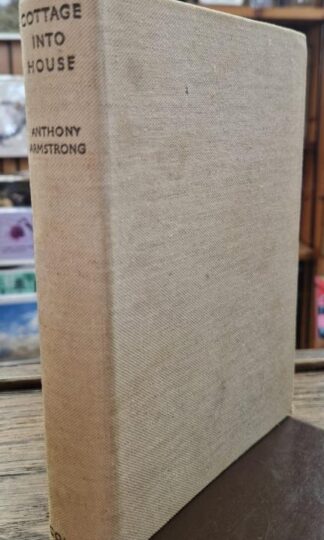 COTTAGE
INTO
HOUSE
ANTHONY
ARMSTRONG